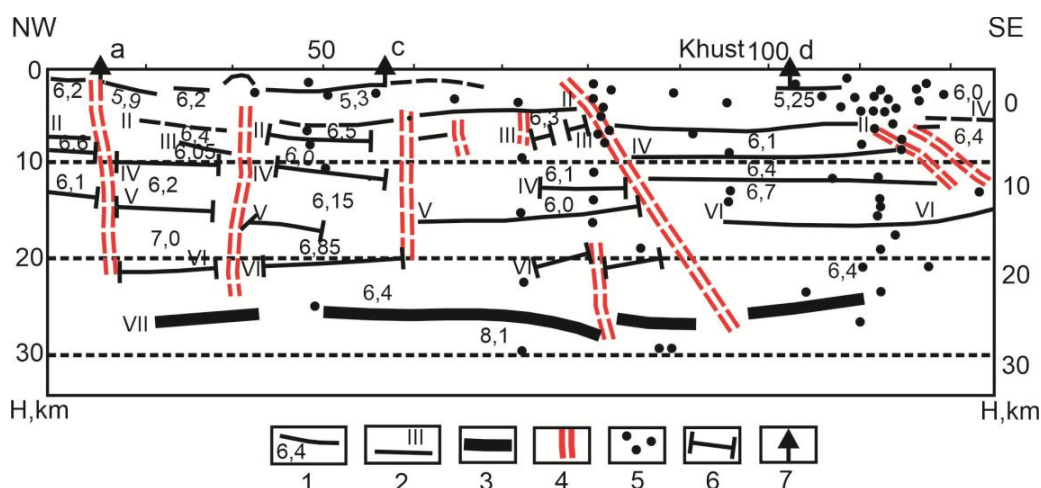 NW SE
a 50 c Khust 100 d
0 0
6,2 5,9 6,2 5,3 5,25 6,0
II II 6,4 II 6,5 III 6,3 II III 6,1 II IV 6,4
6,6 III 6,05 6,0 IV 6,4
10 10
6,1 IV 6,2 IV 6,1 IV 6,7
V V 6,15 V 6,0 VI VI
7,0 VI VI 6,85 VI 6,4
20 20
6,4
VII 8,1
30 30
H,km H,km
6,4 III
1 2 3 4 5 6 7